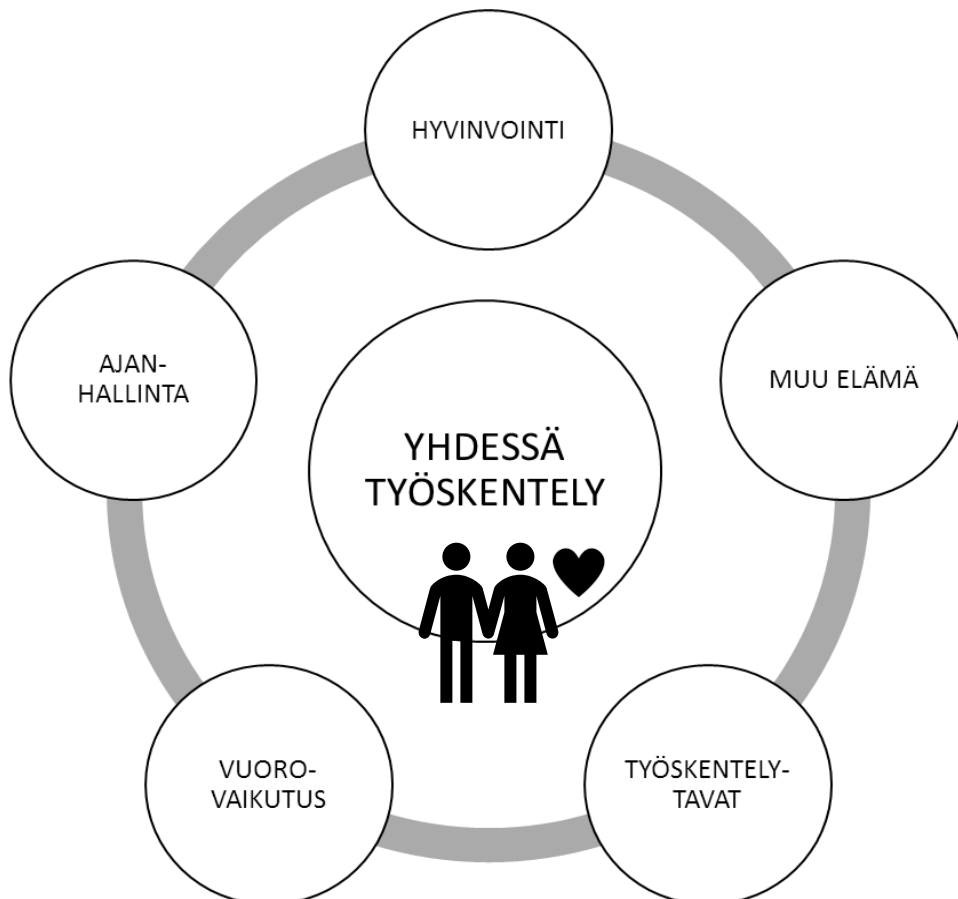 HYVINVOINTI
AJAN-
HALLINTA
MUU ELÄMÄ
YHDESSÄ
TYÖSKENTELY
VUORO-
VAIKUTUS
TYÖSKENTELY-
TAVAT